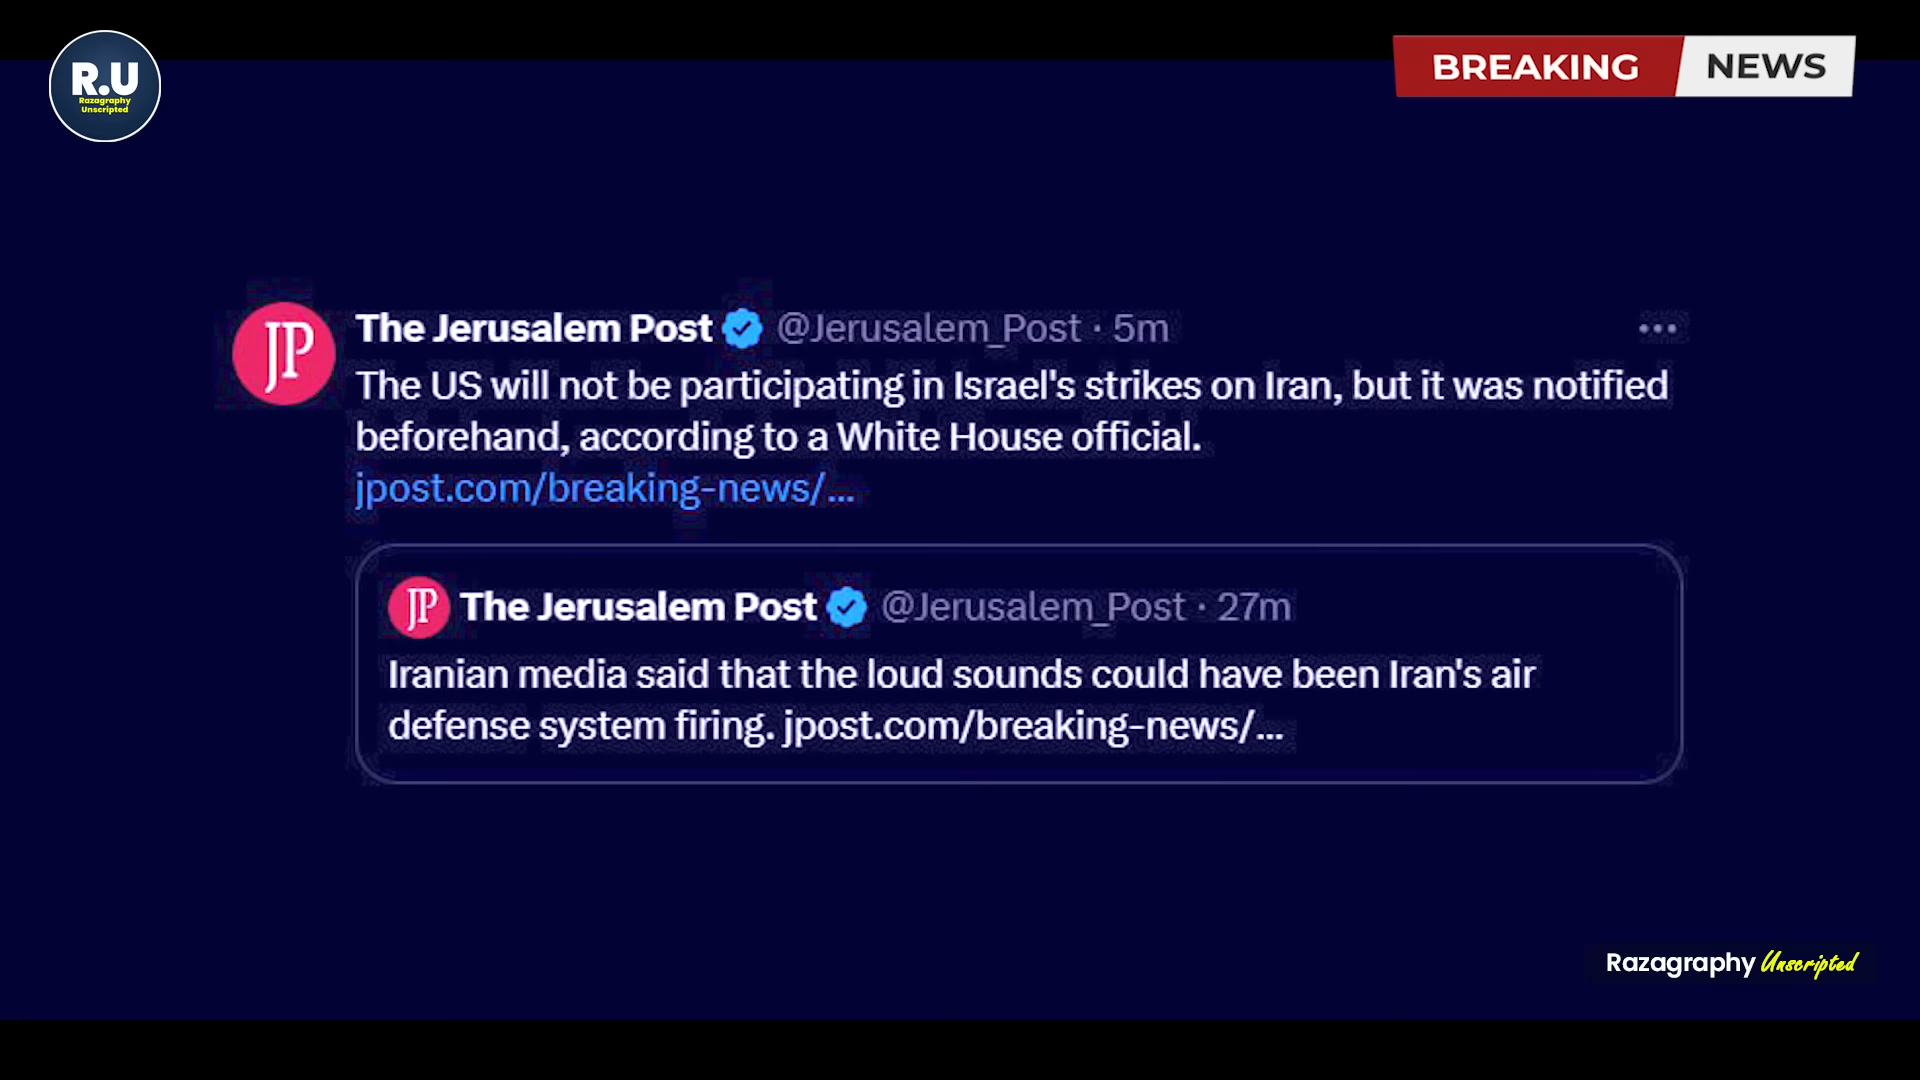 R.U
Razagraphy
Unscripted
BREAKING NEWS
JP
The Jerusalem Post @Jerusalem_Post · 5m
The US will not be participating in Israel's strikes on Iran, but it was notified
beforehand, according to a White House official.
jpost.com/breaking-news/...
JP
The Jerusalem Post @Jerusalem_Post · 27m
Iranian media said that the loud sounds could have been Iran's air
defense system firing. jpost.com/breaking-news/...
Razagraphy Unscripted